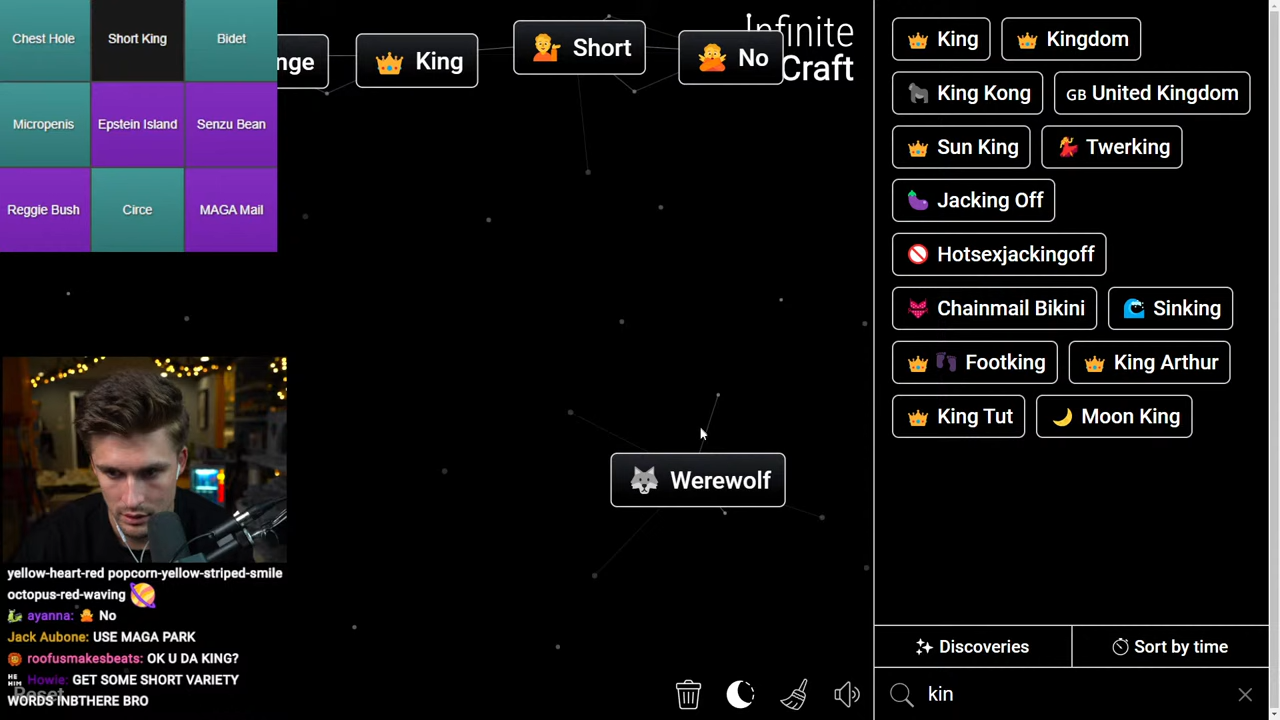 Chest Hole
Short King
Bidet
Micropenis
Epstein Island
Senzu Bean
Reggie Bush
Circe
MAGA Mail
nge
King
Short
No
Infinite
Craft
Werewolf
King
Kingdom
King Kong
GB United Kingdom
Sun King
Twerking
Jacking Off
Hotsexjackingoff
Chainmail Bikini
Sinking
Footking
King Arthur
King Tut
Moon King
Discoveries
Sort by time
kin
yellow-heart-red popcorn-yellow-striped-smile
octopus-red-waving
ayanna: No
Jack Aubone: USE MAGA PARK
roofusmakesbeats: OK U DA KING?
HE HIM Howie: GET SOME SHORT VARIETY
WORDS INBTHERE BRO
Reset